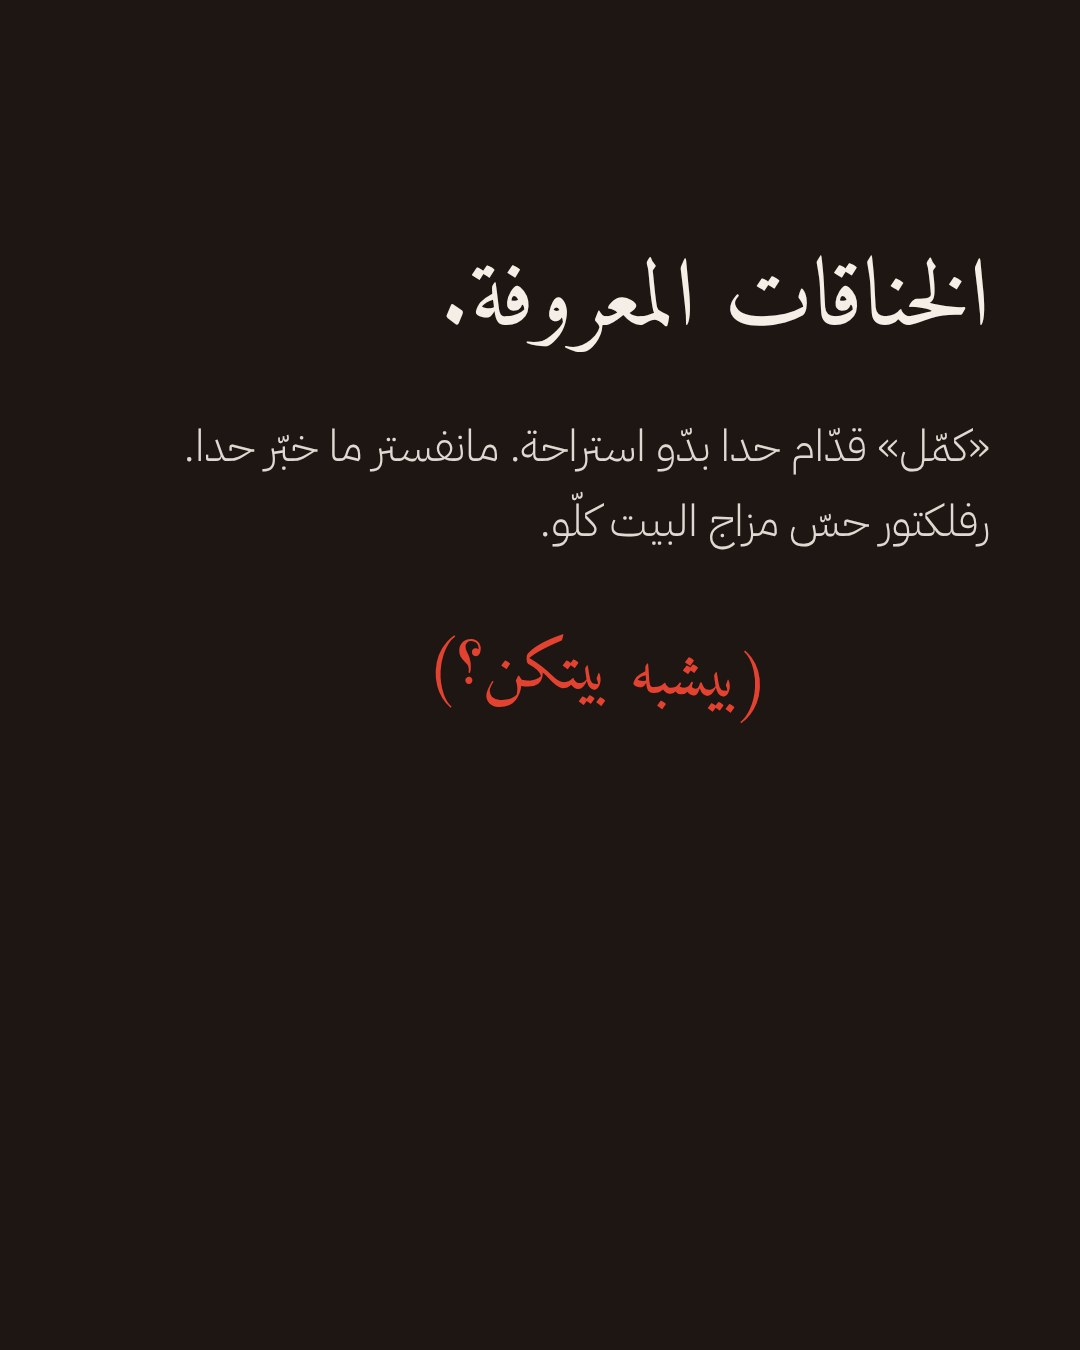 الخناقات المعروفة.
«كمّل» قدّام حدا بدّو استراحة. مانفستر ما خبّر حدا.
رفلكتور حسّ مزاج البيت كلّو.
(بيشبه بيتكن؟)